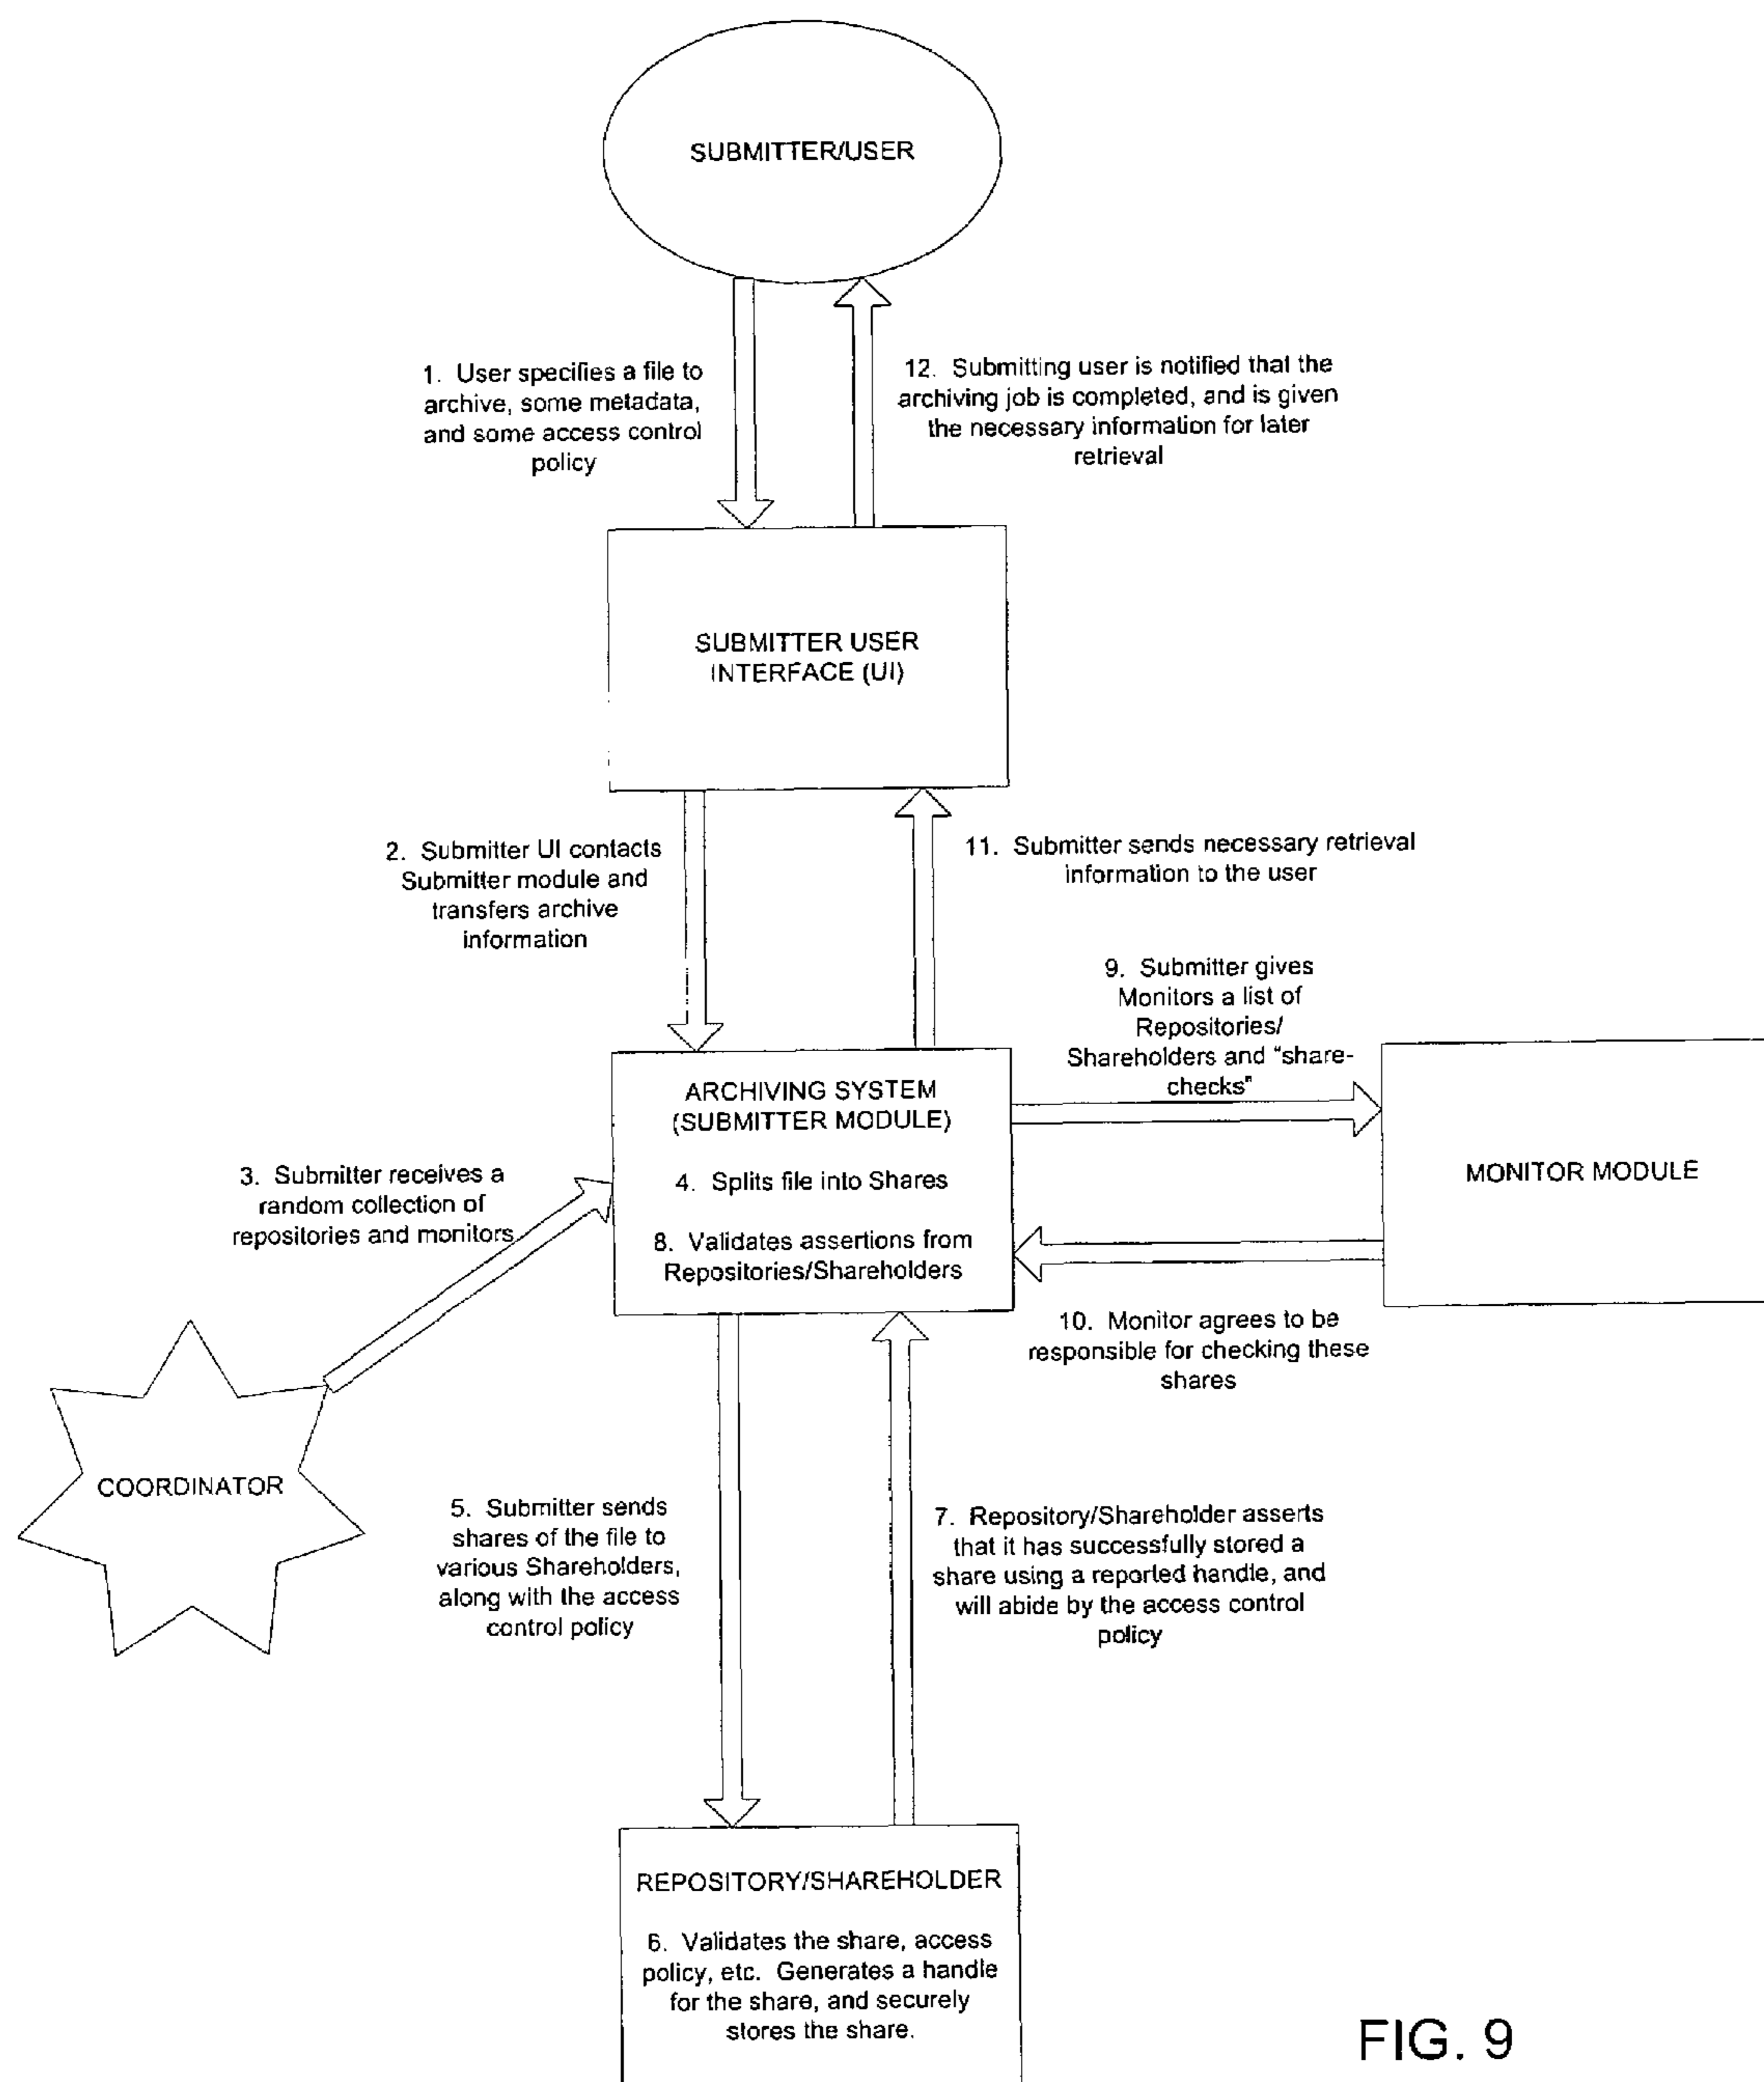 SUBMITTER/USER
1. User specifies a file to
archive, some metadata,
and some access control
policy
12. Submitting user is notified that the
archiving job is completed, and is given
the necessary information for later
retrieval
SUBMITTER USER
INTERFACE (UI)
2. Submitter UI contacts
Submitter module and
transfers archive
information
11. Submitter sends necessary retrieval
information to the user
9. Submitter gives
Monitors a list of
Repositories/
Shareholders and "share-
checks"
ARCHIVING SYSTEM
(SUBMITTER MODULE)
4. Splits file into Shares
8. Validates assertions from
Repositories/Shareholders
MONITOR MODULE
3. Submitter receives a
random collection of
repositories and monitors
10. Monitor agrees to be
responsible for checking these
shares
COORDINATOR
5. Submitter sends
shares of the file to
various Shareholders,
along with the access
control policy
7. Repository/Shareholder asserts
that it has successfully stored a
share using a reported handle, and
will abide by the access control
policy
REPOSITORY/SHAREHOLDER
6. Validates the share, access
policy, etc. Generates a handle
for the share, and securely
stores the share.
FIG. 9